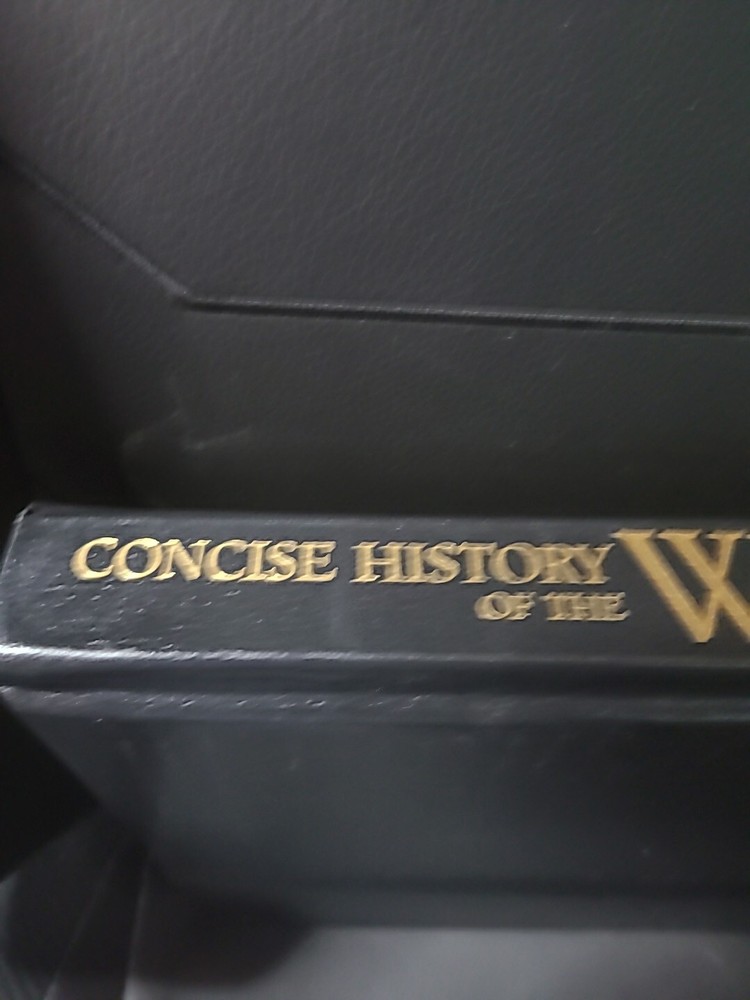 CONCISE HISTORY
OF THE W